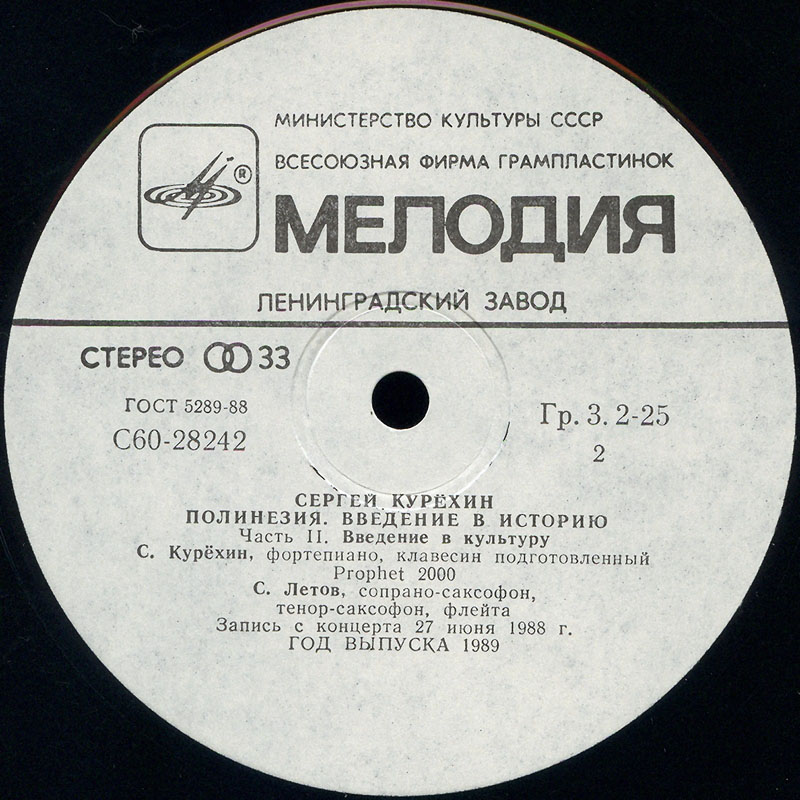 МИНИСТЕРСТВО КУЛЬТУРЫ СССР
ВСЕСОЮЗНАЯ ФИРМА ГРАМПЛАСТИНОК
®
МЕЛОДИЯ
ЛЕНИНГРАДСКИЙ ЗАВОД
СТЕРЕО 33
ГОСТ 5289-88
С60-28242
Гр. 3. 2-25
2
СЕРГЕЙ КУРЁХИН
ПОЛИНЕЗИЯ. ВВЕДЕНИЕ В ИСТОРИЮ
Часть II. Введение в культуру
С. Курёхин, фортепиано, клавесин подготовленный
Prophet 2000
С. Летов, сопрано-саксофон,
тенор-саксофон, флейта
Запись с концерта 27 июня 1988 г.
ГОД ВЫПУСКА 1989